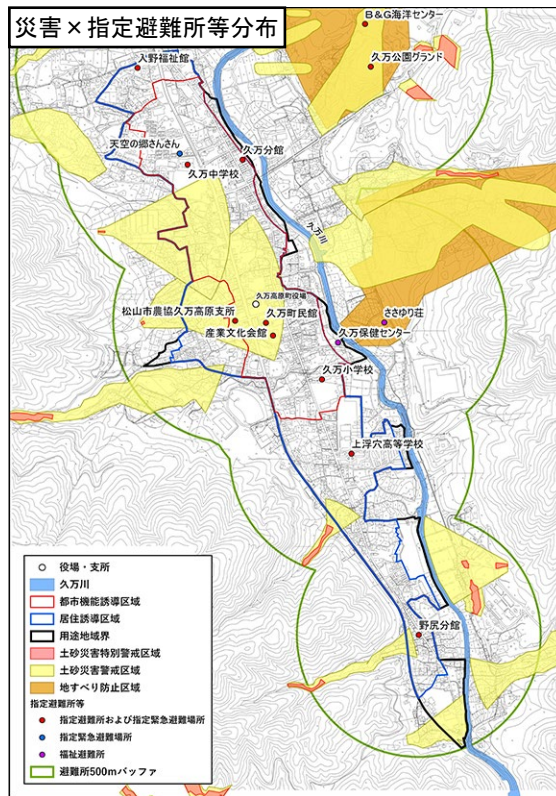 災害×指定避難所等分布
B&G海洋センター
入野福祉館
久万公園グランド
天空の郷さんさん
久万分館
久万中学校
久万川
久万高原町役場
ささゆり荘
松山市農協久万高原支所
久万町民館
産業文化会館
久万保健センター
久万小学校
上浮穴高等学校
野尻分館
役場・支所
久万川
都市機能誘導区域
居住誘導区域
用途地域界
土砂災害特別警戒区域
土砂災害警戒区域
地すべり防止区域
指定避難所等
指定避難所および指定緊急避難場所
指定緊急避難場所
福祉避難所
避難所500mバッファ